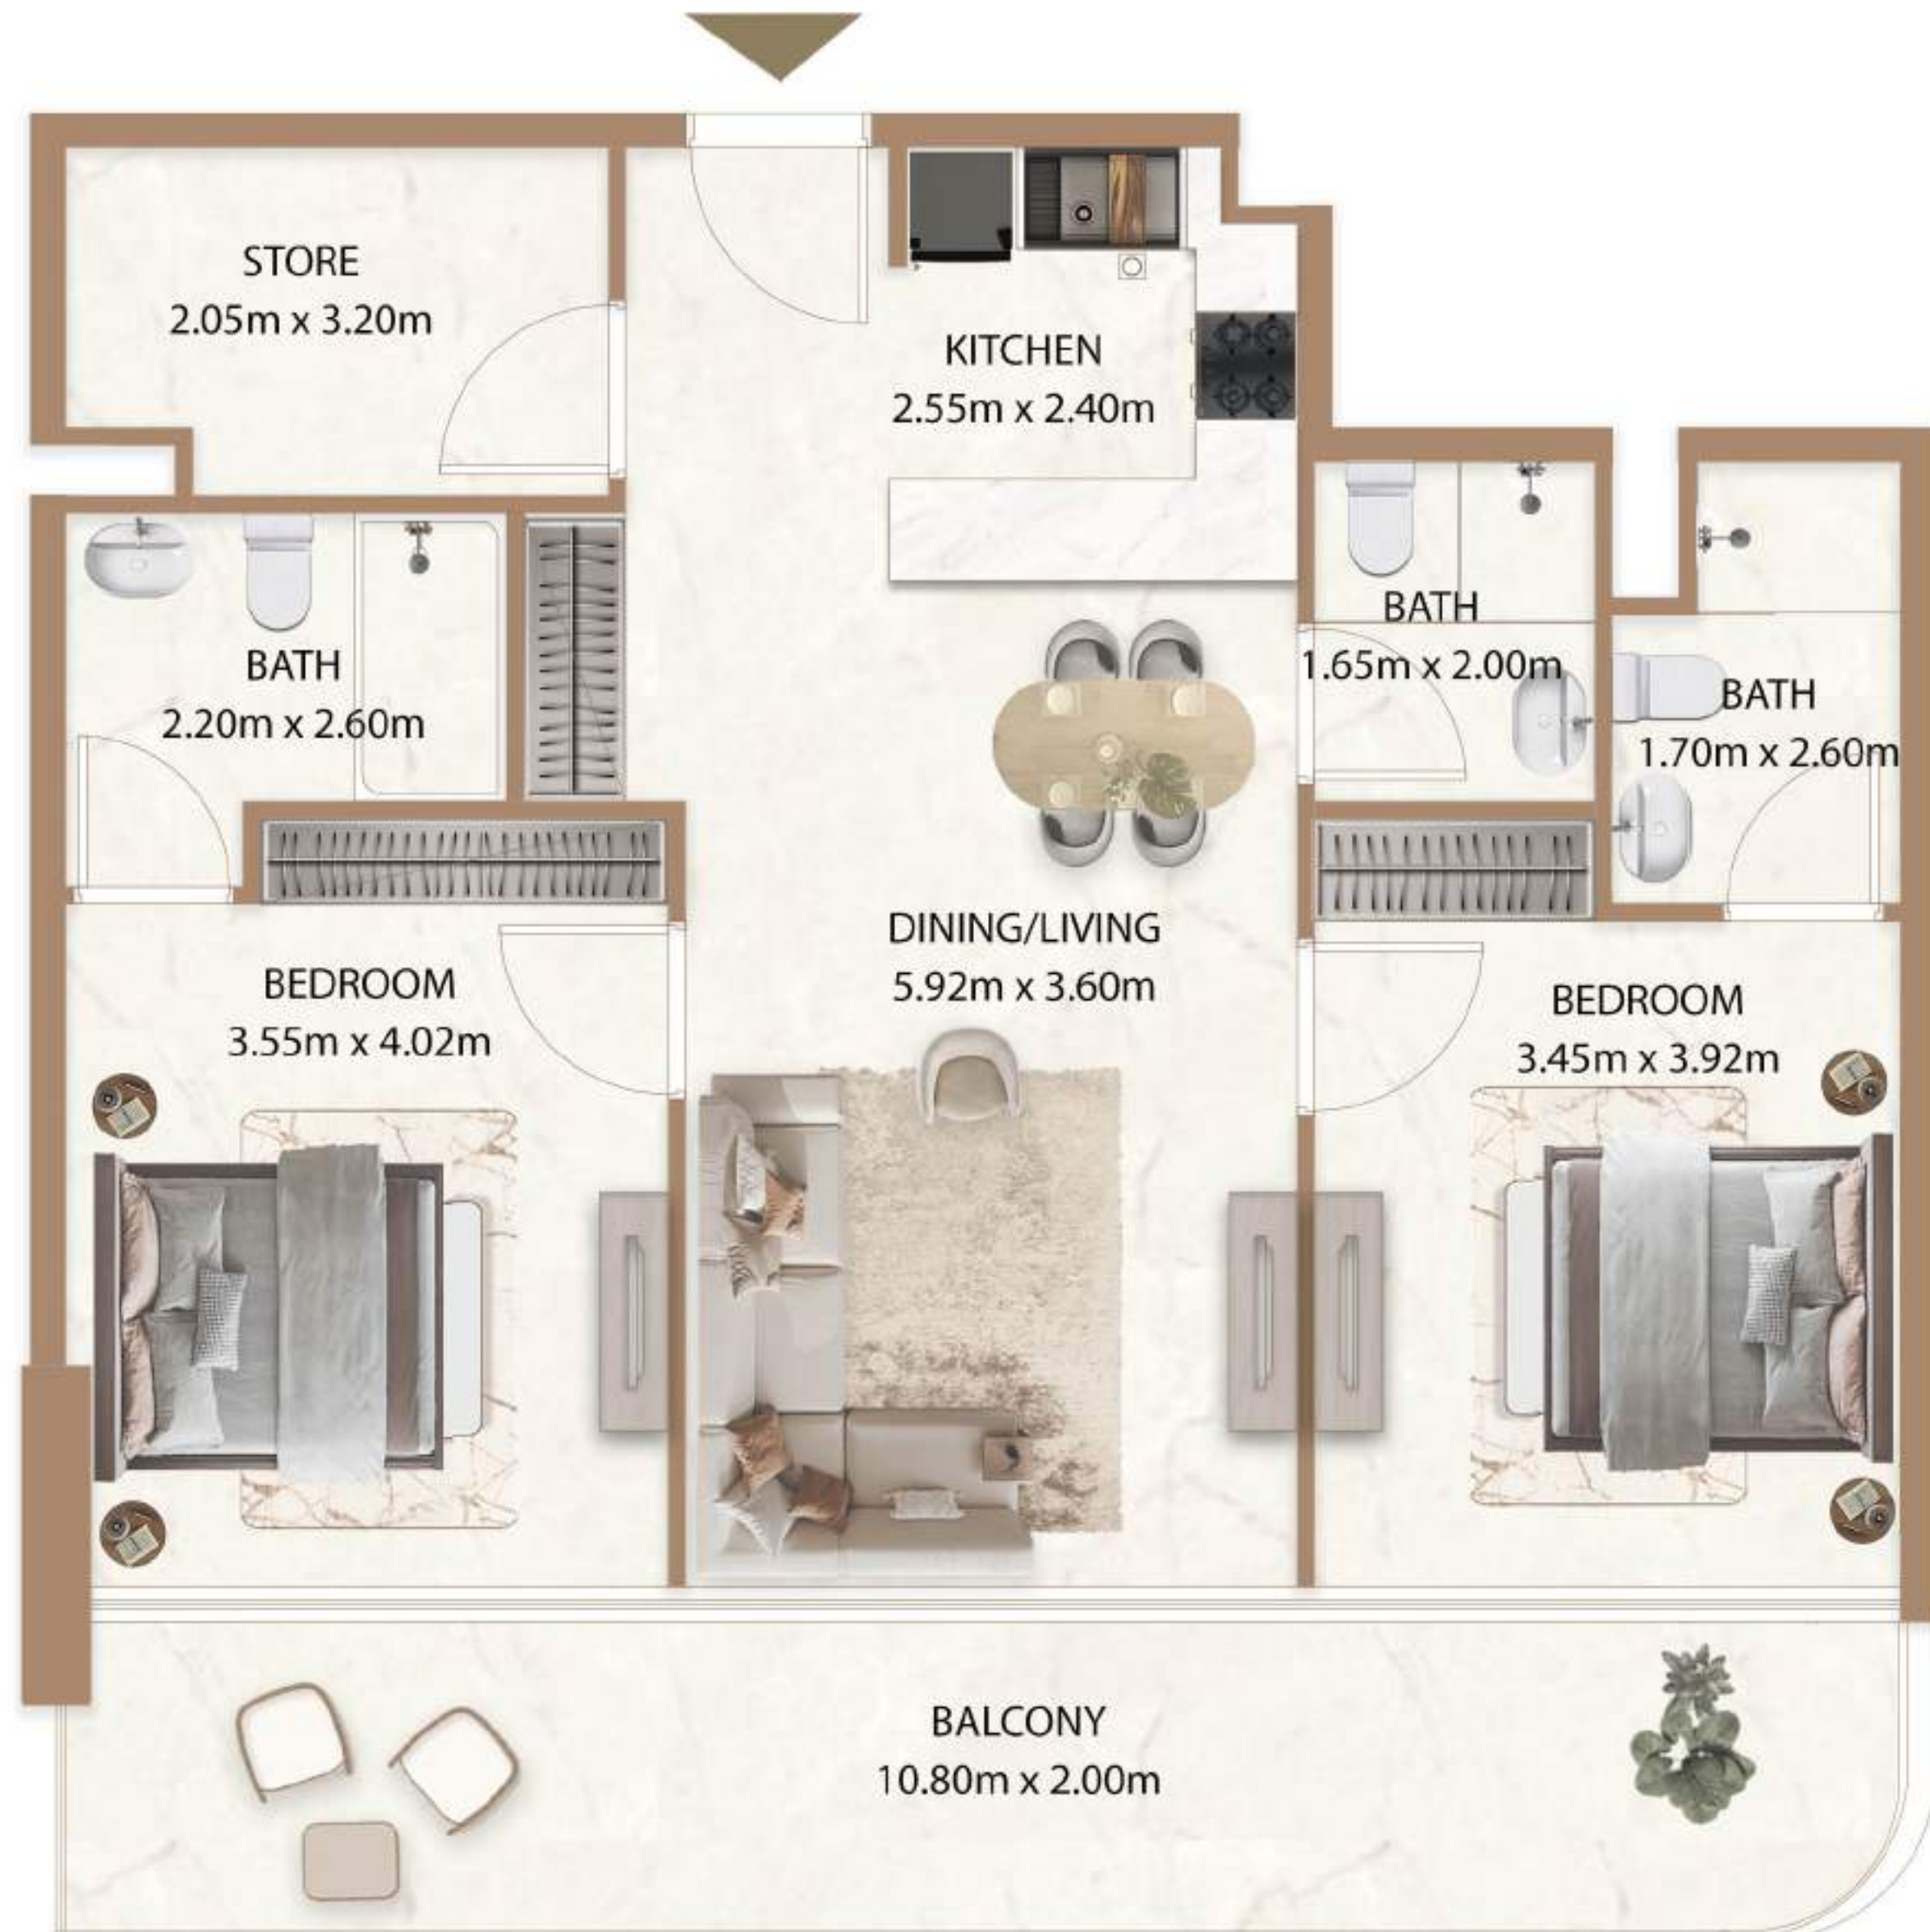 STORE
2.05m x 3.20m
KITCHEN
2.55m x 2.40m
BATH
2.20m x 2.60m
BATH
1.65m x 2.00m
BATH
1.70m x 2.60m
DINING/LIVING
5.92m x 3.60m
BEDROOM
3.55m x 4.02m
BEDROOM
3.45m x 3.92m
BALCONY
10.80m x 2.00m